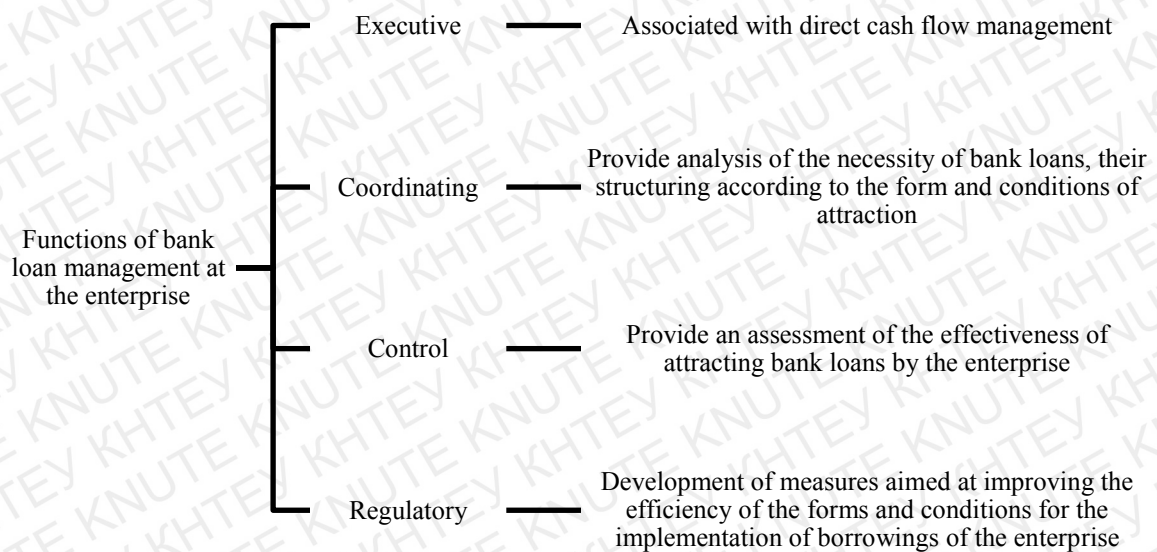 Executive
Associated with direct cash flow management
Coordinating
Provide analysis of the necessity of bank loans, their
structuring according to the form and conditions of
attraction
Functions of bank
loan management at
the enterprise
Control
Provide an assessment of the effectiveness of
attracting bank loans by the enterprise
Regulatory
Development of measures aimed at improving the
efficiency of the forms and conditions for the
implementation of borrowings of the enterprise
KNUTE КНТЕУ